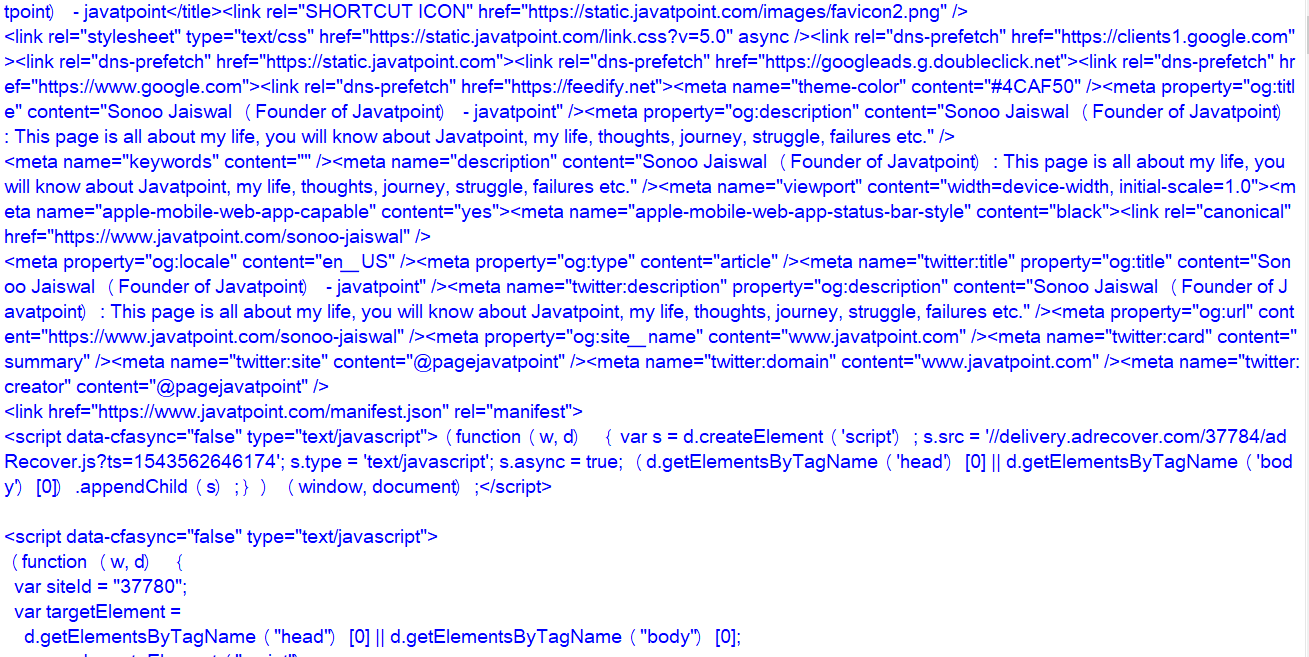 tpoint） - javatpoint</title><link rel="SHORTCUT ICON" href="https://static.javatpoint.com/images/favicon2.png" />
<link rel="stylesheet" type="text/css" href="https://static.javatpoint.com/link.css?v=5.0" async /><link rel="dns-prefetch" href="https://clients1.google.com"
><link rel="dns-prefetch" href="https://static.javatpoint.com"><link rel="dns-prefetch" href="https://googleads.g.doubleclick.net"><link rel="dns-prefetch" hr
ef="https://www.google.com"><link rel="dns-prefetch" href="https://feedify.net"><meta name="theme-color" content="#4CAF50" /><meta property="og:titl
e" content="Sonoo Jaiswal （Founder of Javatpoint） - javatpoint" /><meta property="og:description" content="Sonoo Jaiswal （Founder of Javatpoint）
: This page is all about my life, you will know about Javatpoint, my life, thoughts, journey, struggle, failures etc." />
<meta name="keywords" content="" /><meta name="description" content="Sonoo Jaiswal （Founder of Javatpoint） : This page is all about my life, you
will know about Javatpoint, my life, thoughts, journey, struggle, failures etc." /><meta name="viewport" content="width=device-width, initial-scale=1.0"><m
eta name="apple-mobile-web-app-capable" content="yes"><meta name="apple-mobile-web-app-status-bar-style" content="black"><link rel="canonical"
href="https://www.javatpoint.com/sonoo-jaiswal" />
<meta property="og:locale" content="en_US" /><meta property="og:type" content="article" /><meta name="twitter:title" property="og:title" content="Son
oo Jaiswal （Founder of Javatpoint） - javatpoint" /><meta name="twitter:description" property="og:description" content="Sonoo Jaiswal （Founder of J
avatpoint） : This page is all about my life, you will know about Javatpoint, my life, thoughts, journey, struggle, failures etc." /><meta property="og:url" cont
ent="https://www.javatpoint.com/sonoo-jaiswal" /><meta property="og:site_name" content="www.javatpoint.com" /><meta name="twitter:card" content="
summary" /><meta name="twitter:site" content="@pagejavatpoint" /><meta name="twitter:domain" content="www.javatpoint.com" /><meta name="twitter:
creator" content="@pagejavatpoint" />
<link href="https://www.javatpoint.com/manifest.json" rel="manifest">
<script data-cfasync="false" type="text/javascript">（function （w, d） ｛ var s = d.createElement （'script'） ; s.src = '//delivery.adrecover.com/37784/ad
Recover.js?ts=1543562646174'; s.type = 'text/javascript'; s.async = true; （d.getElementsByTagName （'head'） [0] || d.getElementsByTagName （'bod
y'） [0]） .appendChild （s） ;｝） （window, document） ;</script>
<script data-cfasync="false" type="text/javascript">
（function （w, d） ｛
var siteId = "37780";
var targetElement =
d.getElementsByTagName （"head"） [0] || d.getElementsByTagName （"body"） [0];